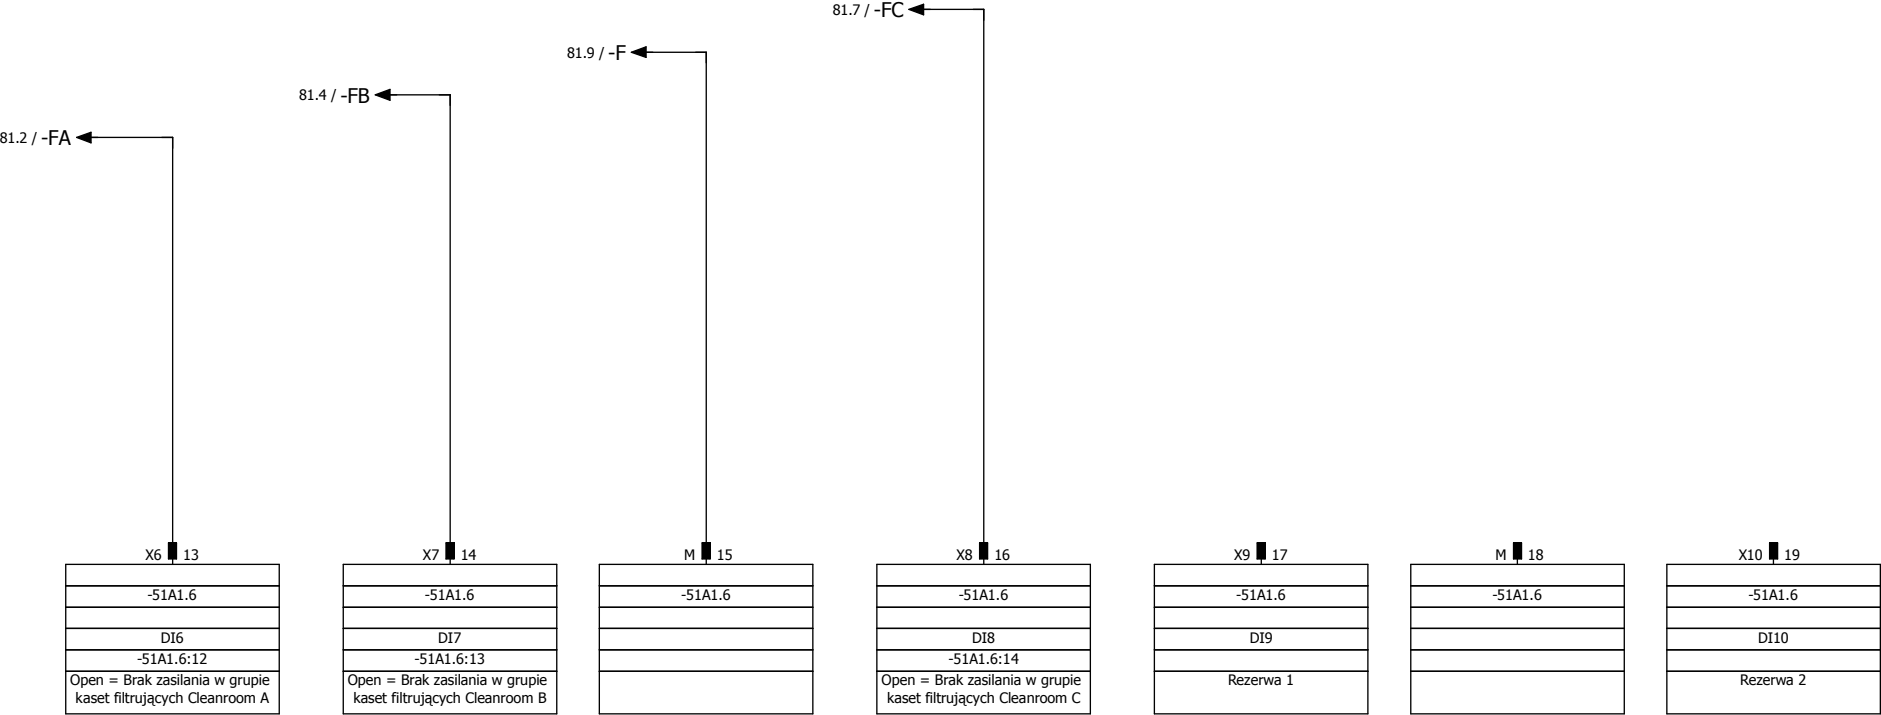 81.7 / -FC
81.9 / -F
81.4 / -FB
81.2 / -FA
X6 13
X7 14
M 15
X8 16
X9 17
M 18
X10 19
-51A1.6
-51A1.6
-51A1.6
-51A1.6
-51A1.6
-51A1.6
-51A1.6
DI6
DI7
DI8
DI9
DI10
-51A1.6:12
-51A1.6:13
-51A1.6:14
Open = Brak zasilania w grupie
kaset filtrujących Cleanroom A
Open = Brak zasilania w grupie
kaset filtrujących Cleanroom B
Open = Brak zasilania w grupie
kaset filtrujących Cleanroom C
Rezerwa 1
Rezerwa 2